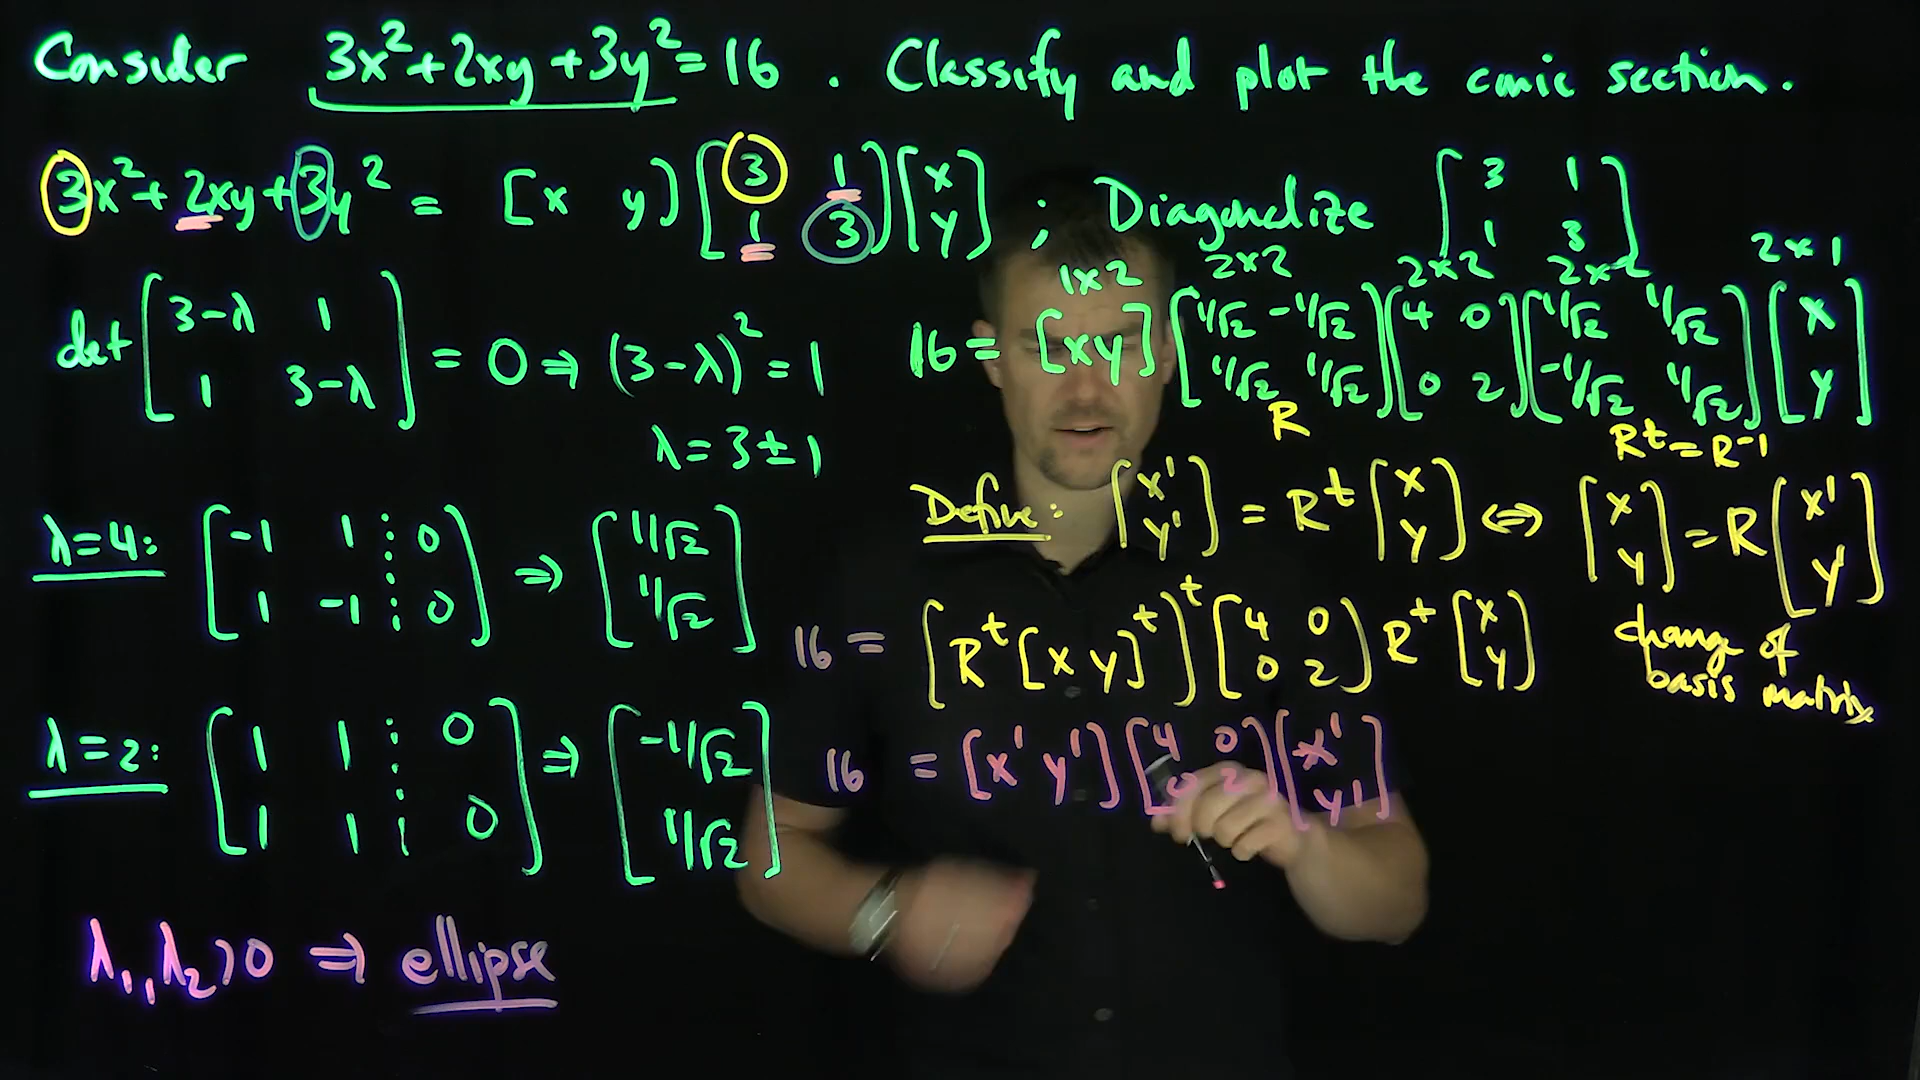 Consider 3x²+2xy+3y²=16 . Classify and plot the conic section.
3x²+2xy+3y² = [x y] [3 1; 1 3] [x; y] ; Diagonalize [3 1; 1 3]
det [3-λ 1; 1 3-λ] = 0 ⇒ (3-λ)² = 1
λ = 3 ± 1
λ=4: [-1 1 ⋮ 0; 1 -1 ⋮ 0] ⇒ [1/√2; 1/√2]
λ=2: [1 1 ⋮ 0; 1 1 ⋮ 0] ⇒ [-1/√2; 1/√2]
λ₁, λ₂ > 0 ⇒ ellipse
1x2 2x2 2x2 2x2 2x1
16 = [x y] [1/√2 -1/√2; 1/√2 1/√2] [4 0; 0 2] [1/√2 1/√2; -1/√2 1/√2] [x; y]
R Rᵗ = R⁻¹
Define: [x'; y'] = Rᵗ [x; y] ⇔ [x; y] = R [x'; y']
change of
basis matrix
16 = [Rᵗ [x y]ᵗ]ᵗ [4 0; 0 2] Rᵗ [x; y]
16 = [x' y'] [4 0; 0 2] [x'; y']